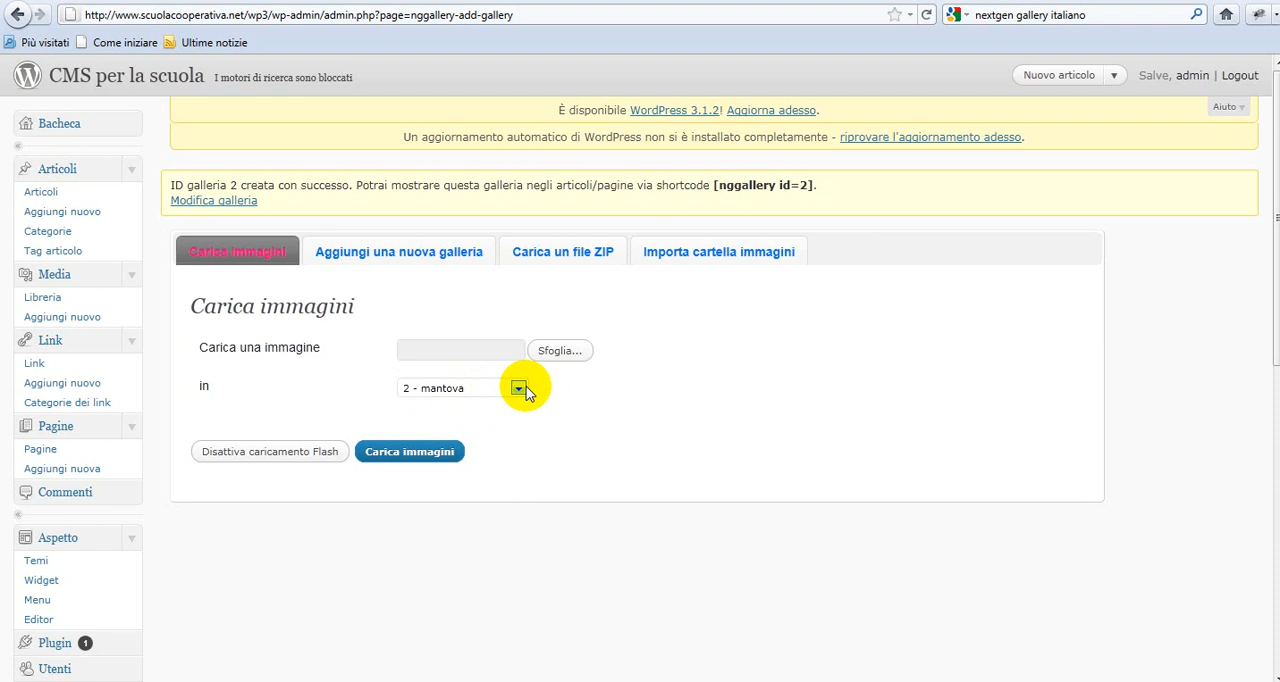 http://www.scuolacooperativa.net/wp3/wp-admin/admin.php?page=nggallery-add-gallery
nextgen gallery italiano
Più visitati Come iniziare Ultime notizie
CMS per la scuola I motori di ricerca sono bloccati
Nuovo articolo Salve, admin | Logout
È disponibile WordPress 3.1.2! Aggiorna adesso.
Aiuto
Un aggiornamento automatico di WordPress non si è installato completamente - riprovare l'aggiornamento adesso.
ID galleria 2 creata con successo. Potrai mostrare questa galleria negli articoli/pagine via shortcode [nggallery id=2].
Modifica galleria
Carica immagini Aggiungi una nuova galleria Carica un file ZIP Importa cartella immagini
Carica immagini
Carica una immagine Sfoglia...
in 2 - mantova
Disattiva caricamento Flash Carica immagini
Bacheca
Articoli
Articoli
Aggiungi nuovo
Categorie
Tag articolo
Media
Libreria
Aggiungi nuovo
Link
Link
Aggiungi nuovo
Categorie dei link
Pagine
Pagine
Aggiungi nuova
Commenti
Aspetto
Temi
Widget
Menu
Editor
Plugin 1
Utenti